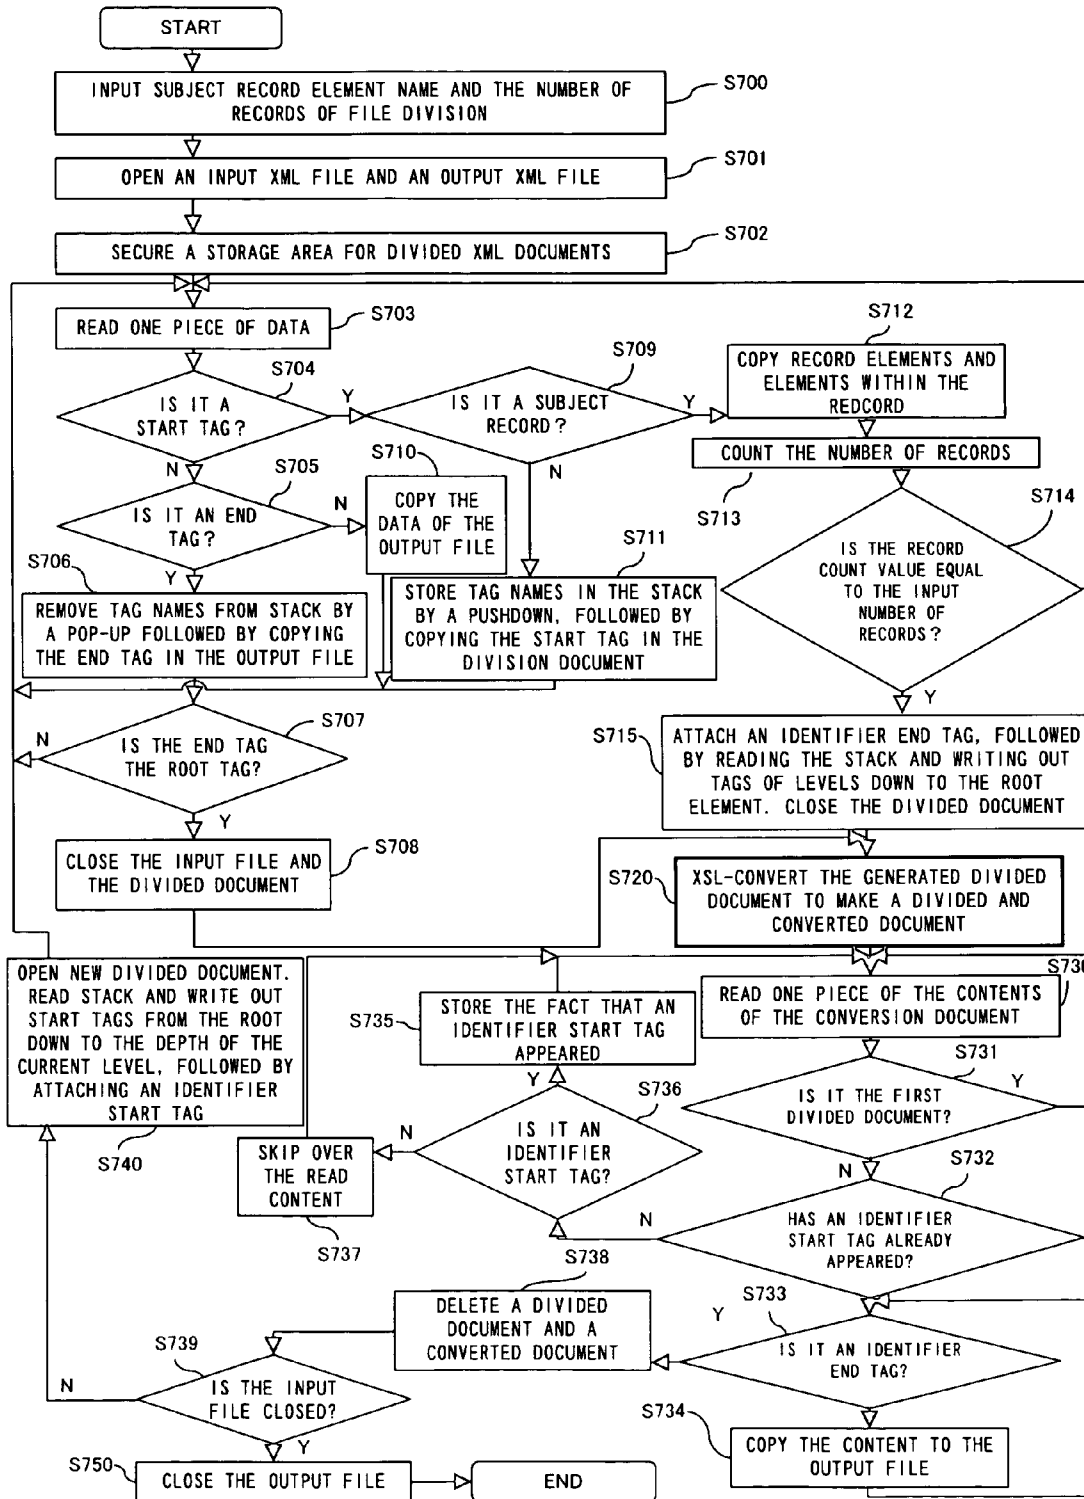 START
INPUT SUBJECT RECORD ELEMENT NAME AND THE NUMBER OF
RECORDS OF FILE DIVISION
S700
OPEN AN INPUT XML FILE AND AN OUTPUT XML FILE
S701
SECURE A STORAGE AREA FOR DIVIDED XML DOCUMENTS
S702
READ ONE PIECE OF DATA
S703
S704
IS IT A
START TAG?
Y
N
S709
IS IT A SUBJECT
RECORD?
Y
N
S712
COPY RECORD ELEMENTS AND
ELEMENTS WITHIN THE
REDCORD
COUNT THE NUMBER OF RECORDS
S713
S705
IS IT AN END
TAG?
N
Y
S710
COPY THE
DATA OF THE
OUTPUT FILE
S714
IS THE RECORD
COUNT VALUE EQUAL
TO THE INPUT
NUMBER OF
RECORDS?
Y
S706
REMOVE TAG NAMES FROM STACK BY
A POP-UP FOLLOWED BY COPYING
THE END TAG IN THE OUTPUT FILE
S711
STORE TAG NAMES IN THE STACK
BY A PUSHDOWN, FOLLOWED BY
COPYING THE START TAG IN THE
DIVISION DOCUMENT
S707
IS THE END TAG
THE ROOT TAG?
N
Y
S715
ATTACH AN IDENTIFIER END TAG, FOLLOWED
BY READING THE STACK AND WRITING OUT
TAGS OF LEVELS DOWN TO THE ROOT
ELEMENT. CLOSE THE DIVIDED DOCUMENT
CLOSE THE INPUT FILE AND
THE DIVIDED DOCUMENT
S708
S720
XSL-CONVERT THE GENERATED DIVIDED
DOCUMENT TO MAKE A DIVIDED AND
CONVERTED DOCUMENT
OPEN NEW DIVIDED DOCUMENT.
READ STACK AND WRITE OUT
START TAGS FROM THE ROOT
DOWN TO THE DEPTH OF THE
CURRENT LEVEL, FOLLOWED BY
ATTACHING AN IDENTIFIER
START TAG
S740
S735
STORE THE FACT THAT AN
IDENTIFIER START TAG
APPEARED
S730
READ ONE PIECE OF THE CONTENTS
OF THE CONVERSION DOCUMENT
S731
IS IT THE FIRST
DIVIDED DOCUMENT?
Y
N
Y
S736
IS IT AN
IDENTIFIER
START TAG?
N
SKIP OVER
THE READ
CONTENT
S737
S732
HAS AN IDENTIFIER
START TAG ALREADY
APPEARED?
N
S738
DELETE A DIVIDED
DOCUMENT AND A
CONVERTED DOCUMENT
Y
S733
IS IT AN IDENTIFIER
END TAG?
S739
IS THE INPUT
FILE CLOSED?
N
Y
S734
COPY THE CONTENT TO THE
OUTPUT FILE
S750
CLOSE THE OUTPUT FILE
END